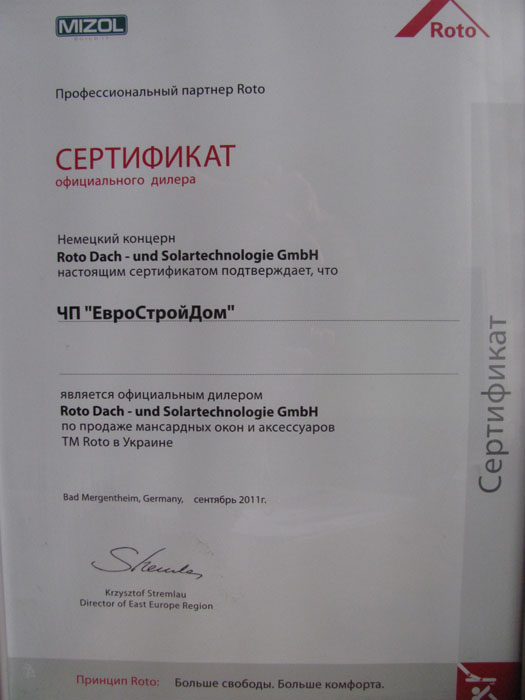 MIZOL
Roto
Профессиональный партнер Roto
СЕРТИФИКАТ
официального дилера
Немецкий концерн
Roto Dach - und Solartechnologie GmbH
настоящим сертификатом подтверждает, что
ЧП "ЕвроСтройДом"
является официальным дилером
Roto Dach - und Solartechnologie GmbH
по продаже мансардных окон и аксессуаров
ТМ Roto в Украине
Bad Mergentheim, Germany, сентябрь 2011г.
Krzysztof Stremlau
Director of East Europe Region
Принцип Roto: Больше свободы. Больше комфорта.
Сертификат